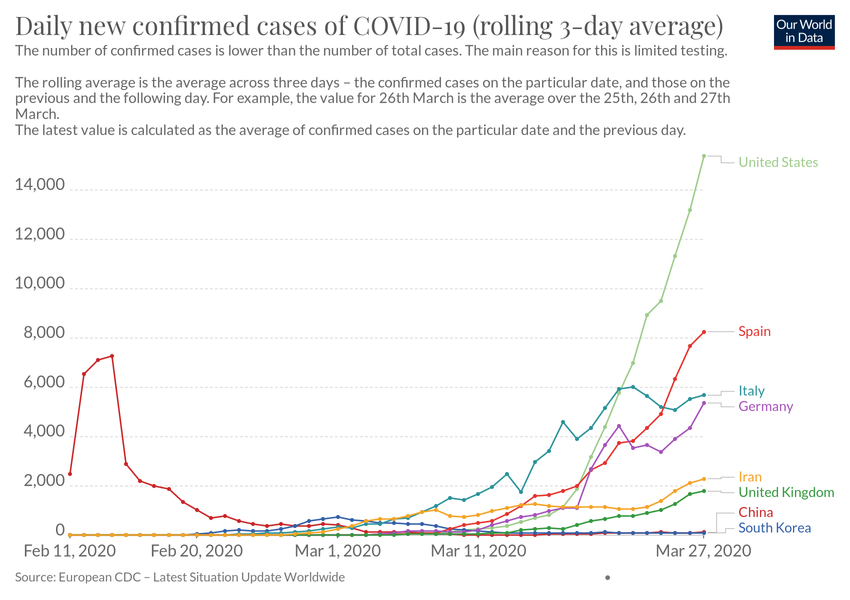 Daily new confirmed cases of COVID-19 (rolling 3-day average)
Our World
in Data
The number of confirmed cases is lower than the number of total cases. The main reason for this is limited testing.
The rolling average is the average across three days – the confirmed cases on the particular date, and those on the
previous and the following day. For example, the value for 26th March is the average over the 25th, 26th and 27th
March.
The latest value is calculated as the average of confirmed cases on the particular date and the previous day.
United States
14,000
12,000
10,000
8,000
Spain
6,000
Italy
Germany
4,000
2,000
Iran
United Kingdom
China
South Korea
0
Feb 11, 2020
Feb 20, 2020
Mar 1, 2020
Mar 11, 2020
Mar 27, 2020
Source: European CDC – Latest Situation Update Worldwide